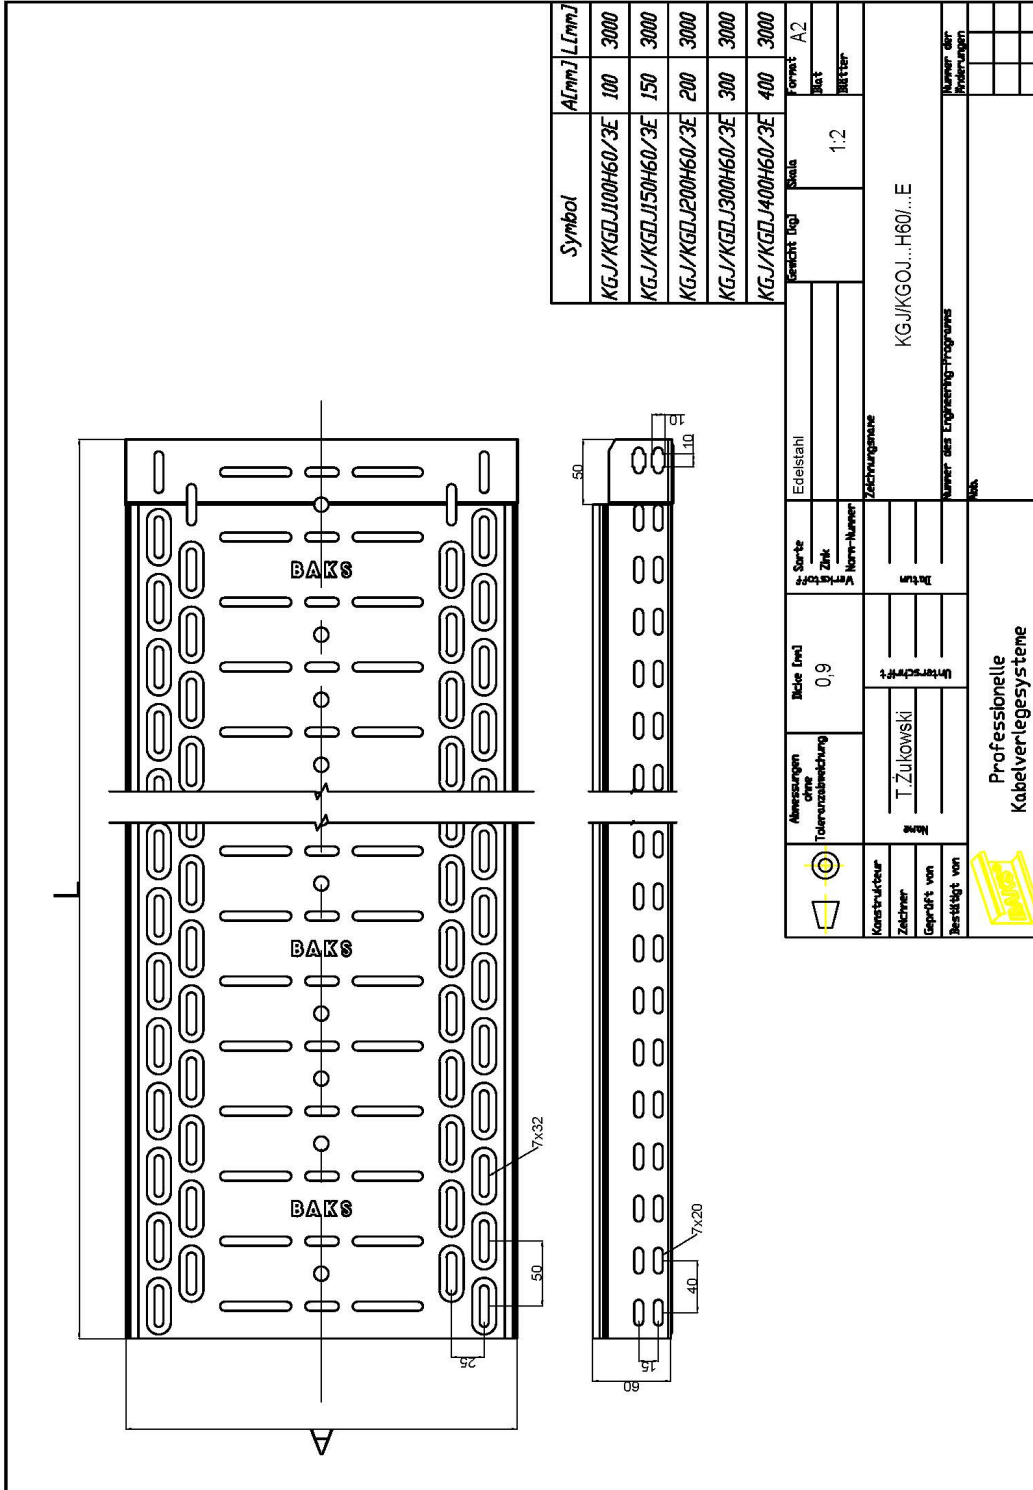 L
A
BAKS
BAKS
BAKS
25
50
7x32
60
15
40
7x20
50
10
10
Symbol A[mm] L[mm]
KGJ/KGOJ100H60/3E 100 3000
KGJ/KGOJ150H60/3E 150 3000
KGJ/KGOJ200H60/3E 200 3000
KGJ/KGOJ300H60/3E 300 3000
KGJ/KGOJ400H60/3E 400 3000
Abmessungen
ohne
Toleranzabweichung
Dicke [mm]
0,9
Werkstoff
Sorte
Edelstahl
Zink
Norm-Nummer
Gewicht [kg]
Skala
1:2
Format
A2
Blat
Blätter
Konstrukteur
Zeichner
Geprüft von
Bestätigt von
Name
T.Żukowski
Unterschrift
Datum
Zeichnungsname
KGJ/KGOJ...H60/...E
Nummer des Engineering-Programms
Nummer der
Änderungen
BAKS
Professionelle
Kabelverlegesysteme
Abb.